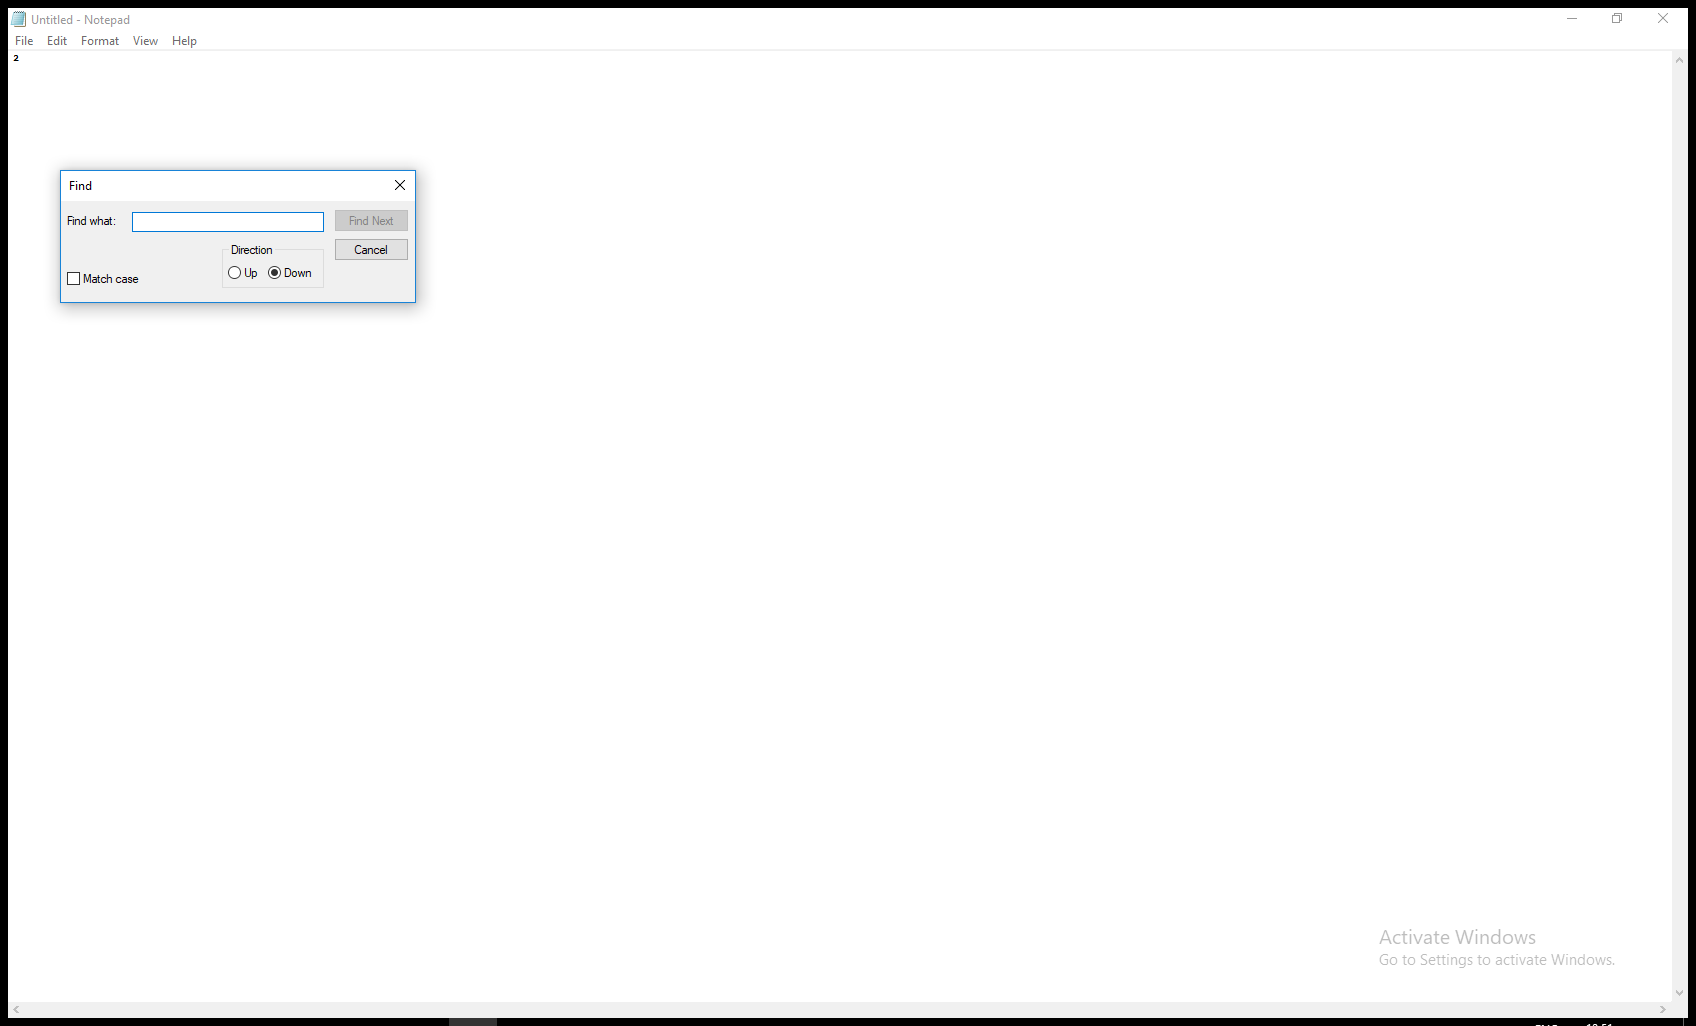 Untitled - Notepad
File Edit Format View Help
2
Find
Find what:
Find Next
Direction
Cancel
Up Down
Match case
Activate Windows
Go to Settings to activate Windows.